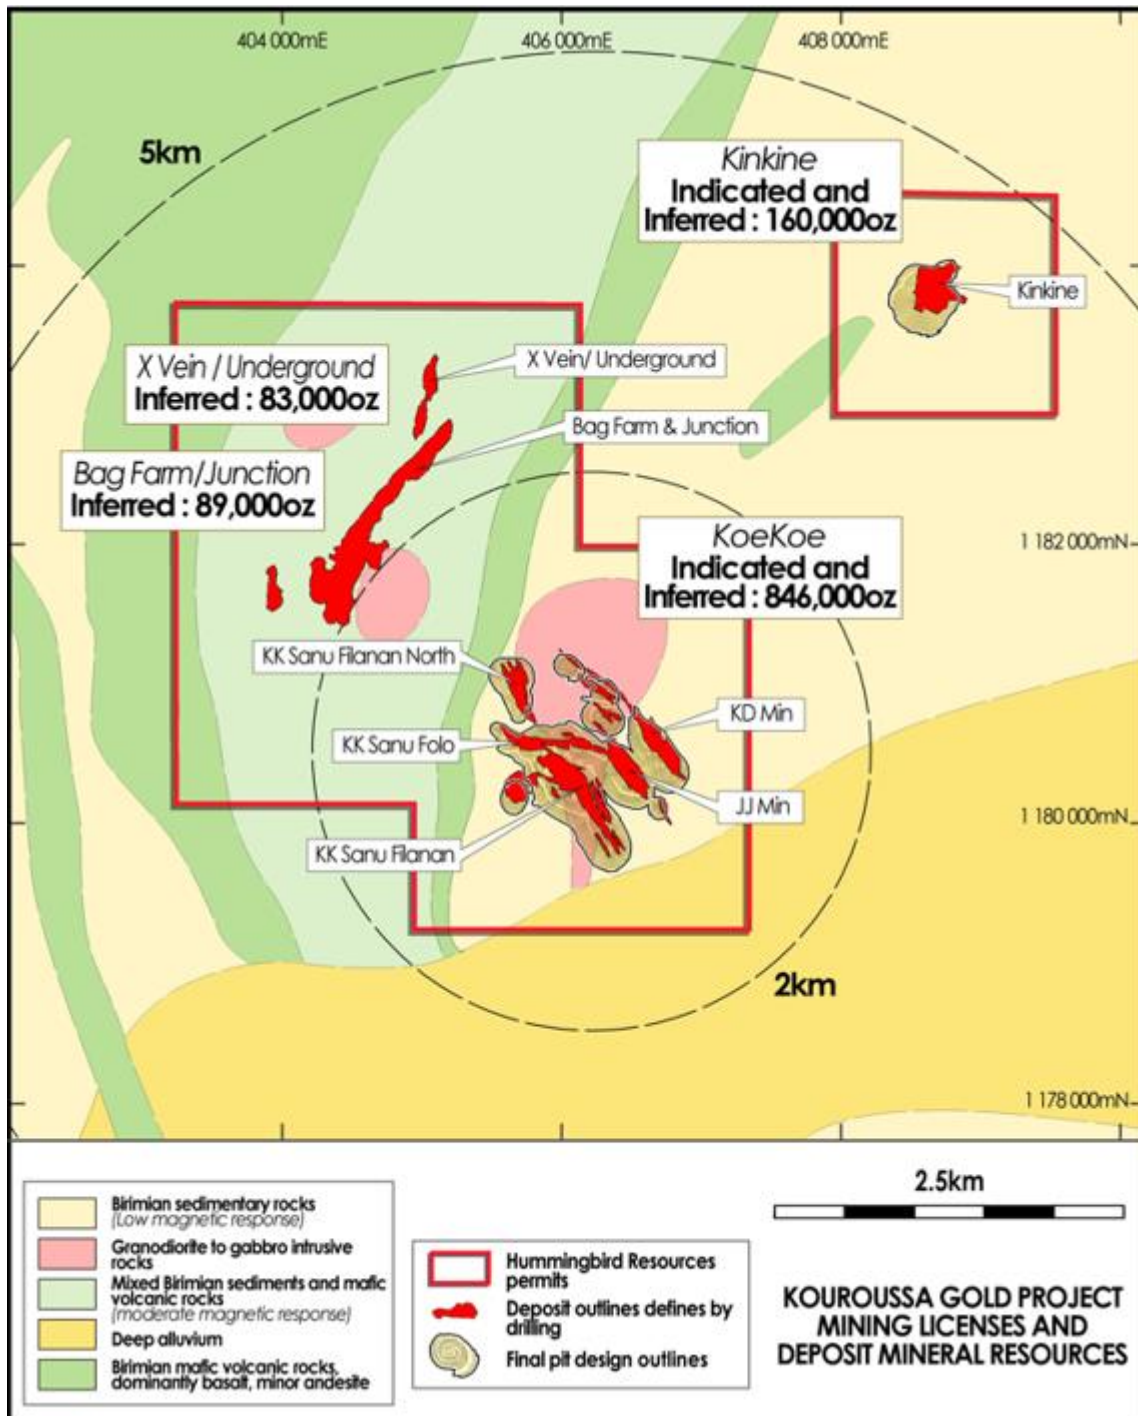 404 000mE
406 000mE
408 000mE
5km
Kinkine
Indicated and
Inferred : 160,000oz
Kinkine
X Vein / Underground
Inferred : 83,000oz
X Vein/ Underground
Bag Farm & Junction
Bag Farm/Junction
Inferred : 89,000oz
KoeKoe
Indicated and
Inferred : 846,000oz
1 182 000mN
KK Sanu Filanan North
KD Min
KK Sanu Folo
JJ Min
1 180 000mN
KK Sanu Filanan
2km
1 178 000mN
Birimian sedimentary rocks
(Low magnetic response)
Granodiorite to gabbro intrusive
rocks
Mixed Birimian sediments and mafic
volcanic rocks
(moderate magnetic response)
Deep alluvium
Birimian mafic volcanic rocks,
dominantly basalt, minor andesite
Hummingbird Resources
permits
Deposit outlines defines by
drilling
Final pit design outlines
2.5km
KOUROUSSA GOLD PROJECT
MINING LICENSES AND
DEPOSIT MINERAL RESOURCES